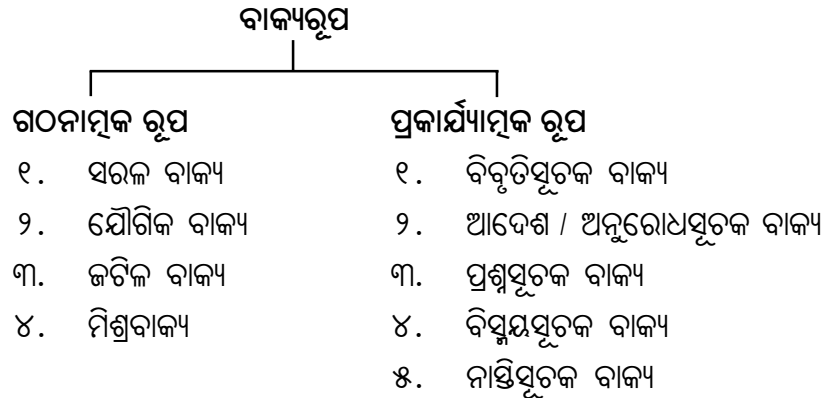 ବାକ୍ୟରୂପ
ଗଠନାତ୍ମକ ରୂପ
୧. ସରଳ ବାକ୍ୟ
୨. ଯୌଗିକ ବାକ୍ୟ
୩. ଜଟିଳ ବାକ୍ୟ
୪. ମିଶ୍ରବାକ୍ୟ
ପ୍ରକାର୍ଯ୍ୟାତ୍ମକ ରୂପ
୧. ବିବୃତିସୂଚକ ବାକ୍ୟ
୨. ଆଦେଶ / ଅନୁରୋଧସୂଚକ ବାକ୍ୟ
୩. ପ୍ରଶ୍ନସୂଚକ ବାକ୍ୟ
୪. ବିସ୍ମୟସୂଚକ ବାକ୍ୟ
୫. ନାସ୍ତିସୂଚକ ବାକ୍ୟ